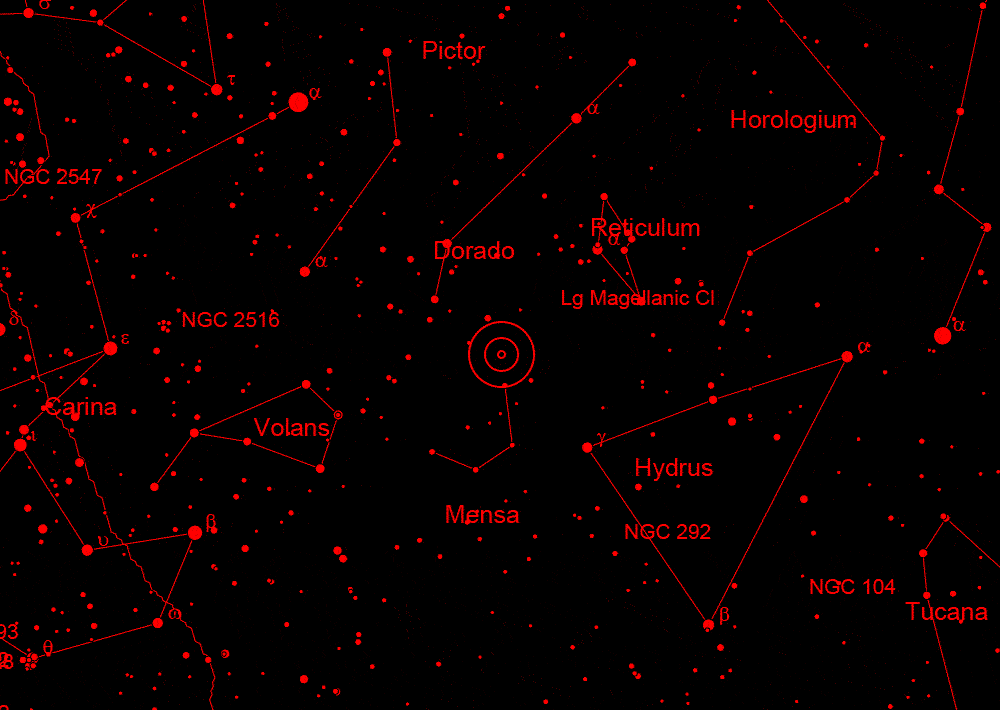 σ
Pictor
τ
α
α
Horologium
NGC 2547
χ
Reticulum
α
Dorado
α
Lg Magellanic Cl
δ
NGC 2516
α
ε
α
Carina
Volans
ι
γ
Hydrus
β
Mensa
NGC 292
υ
NGC 104
ω
β
Tucana
93
θ